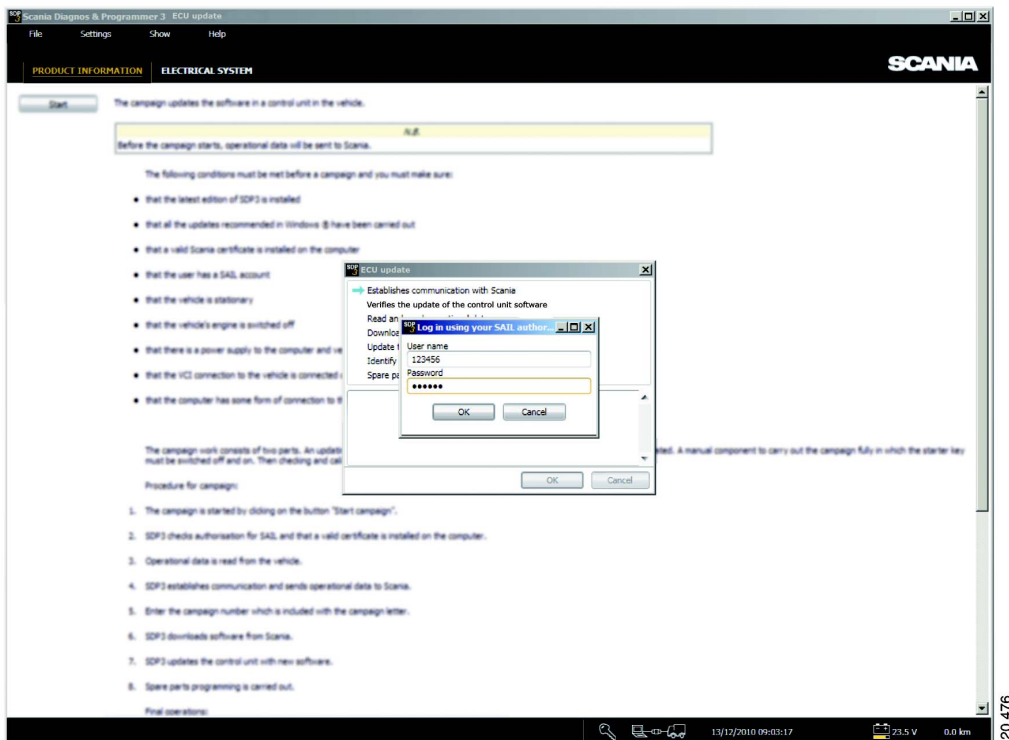 SDP 3 Scania Diagnos & Programmer 3 ECU update
File Settings Show Help
SCANIA
PRODUCT INFORMATION ELECTRICAL SYSTEM
Start
The campaign updates the software in a control unit in the vehicle.
N.B.
Before the campaign starts, operational data will be sent to Scania.
The following conditions must be met before a campaign and you must make sure:
• that the latest edition of SDP3 is installed
• that all the updates recommended in Windows ® have been carried out
• that a valid Scania certificate is installed on the computer
• that the user has a SAIL account
• that the vehicle is stationary
• that the vehicle's engine is switched off
• that there is a power supply to the computer and ve
• that the VCI connection to the vehicle is connected
• that the computer has some form of connection to th
SDP 3 ECU update
Establishes communication with Scania
Verifies the update of the control unit software
Read an
Downloa
Update t
Identify
Spare pa
SDP 3 Log in using your SAIL author...
User name
123456
Password
••••••
OK Cancel
OK Cancel
The campaign work consists of two parts. An updatin ated. A manual component to carry out the campaign fully in which the starter key
must be switched off and on. Then checking and cali
Procedure for campaign:
1. The campaign is started by clicking on the button "Start campaign".
2. SDP3 checks authorisation for SAIL and that a valid certificate is installed on the computer.
3. Operational data is read from the vehicle.
4. SDP3 establishes communication and sends operational data to Scania.
5. Enter the campaign number which is included with the campaign letter.
6. SDP3 downloads software from Scania.
7. SDP3 updates the control unit with new software.
8. Spare parts programming is carried out.
Final operations:
13/12/2010 09:03:17 23.5 V 0.0 km
20 476